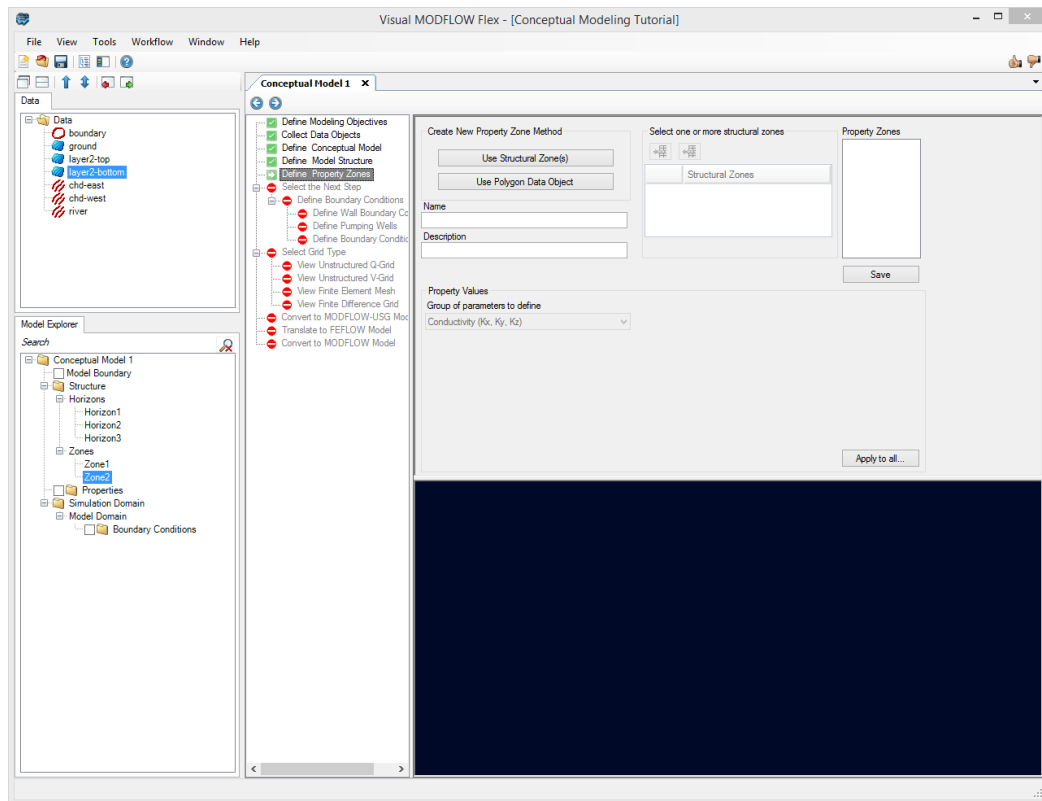 Visual MODFLOW Flex - [Conceptual Modeling Tutorial]
File View Tools Workflow Window Help
Data
Data
boundary
ground
layer2-top
layer2-bottom
chd-east
chd-west
river
Model Explorer
Search
Conceptual Model 1
Model Boundary
Structure
Horizons
Horizon1
Horizon2
Horizon3
Zones
Zone1
Zone2
Properties
Simulation Domain
Model Domain
Boundary Conditions
Conceptual Model 1 X
Define Modeling Objectives
Collect Data Objects
Define Conceptual Model
Define Model Structure
Define Property Zones
Select the Next Step
Define Boundary Conditions
Define Wall Boundary Co
Define Pumping Wells
Define Boundary Conditic
Select Grid Type
View Unstructured Q-Grid
View Unstructured V-Grid
View Finite Element Mesh
View Finite Difference Grid
Convert to MODFLOW-USG Moc
Translate to FEFLOW Model
Convert to MODFLOW Model
Create New Property Zone Method
Use Structural Zone(s)
Use Polygon Data Object
Name
Description
Select one or more structural zones
Structural Zones
Property Zones
Save
Property Values
Group of parameters to define
Conductivity (Kx, Ky, Kz)
Apply to all...